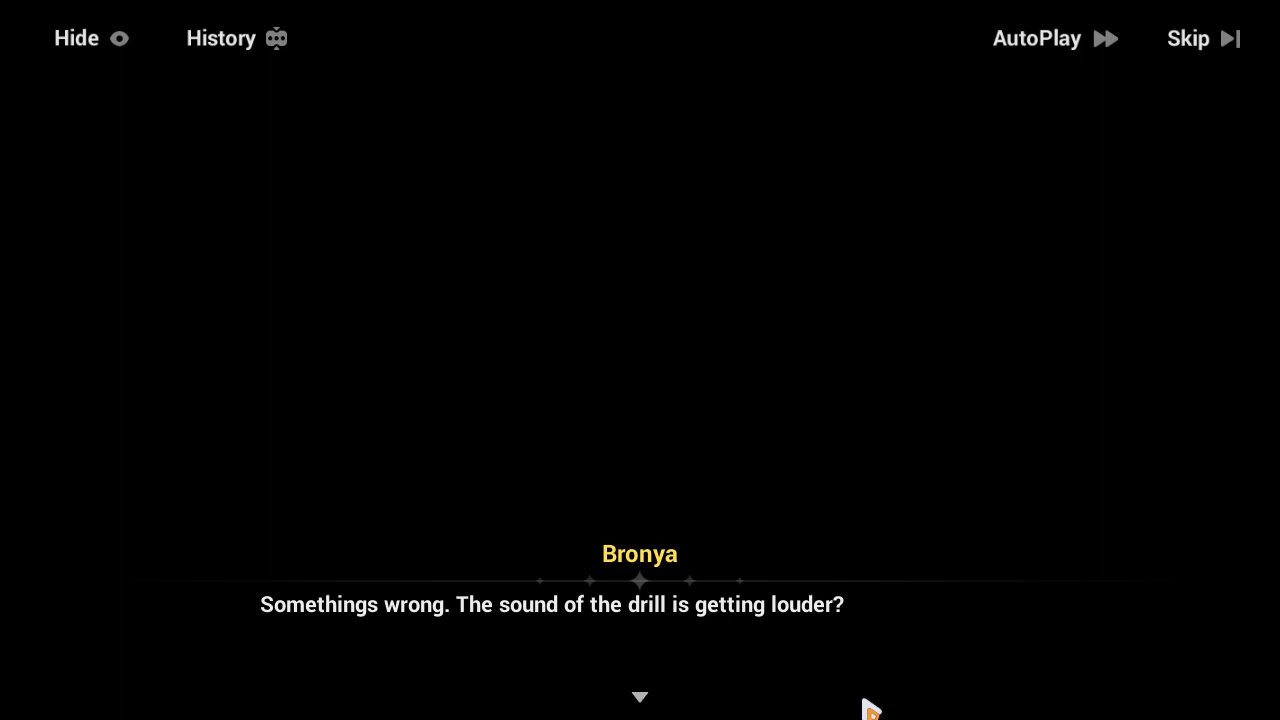 Hide
History
AutoPlay
Skip
Bronya
Somethings wrong. The sound of the drill is getting louder?